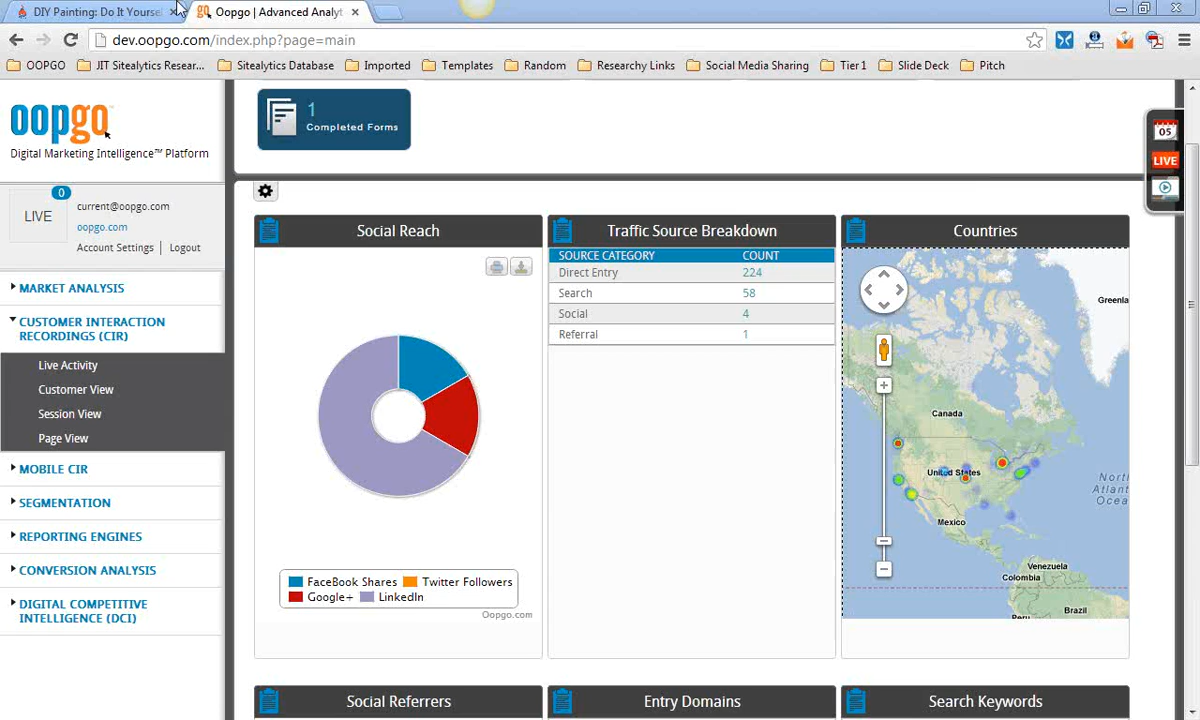 DIY Painting: Do It Yoursel
Oopgo | Advanced Analyt
dev.oopgo.com/index.php?page=main
OOPGO
JIT Sitealytics Resear...
Sitealytics Database
Imported
Templates
Random
Researchy Links
Social Media Sharing
Tier 1
Slide Deck
Pitch
oopgo
Digital Marketing Intelligence™ Platform
0
LIVE
current@oopgo.com
oopgo.com
Account Settings | Logout
MARKET ANALYSIS
CUSTOMER INTERACTION
RECORDINGS (CIR)
Live Activity
Customer View
Session View
Page View
MOBILE CIR
SEGMENTATION
REPORTING ENGINES
CONVERSION ANALYSIS
DIGITAL COMPETITIVE
INTELLIGENCE (DCI)
1
Completed Forms
05
LIVE
Social Reach
FaceBook Shares
Twitter Followers
Google+
LinkedIn
Oopgo.com
Traffic Source Breakdown
SOURCE CATEGORY COUNT
Direct Entry 224
Search 58
Social 4
Referral 1
Countries
Greenla
Canada
United States
North
Atlantic
Ocea
Mexico
Venezuela
Colombia
Brazil
Peru
Social Referrers
Entry Domains
Search Keywords